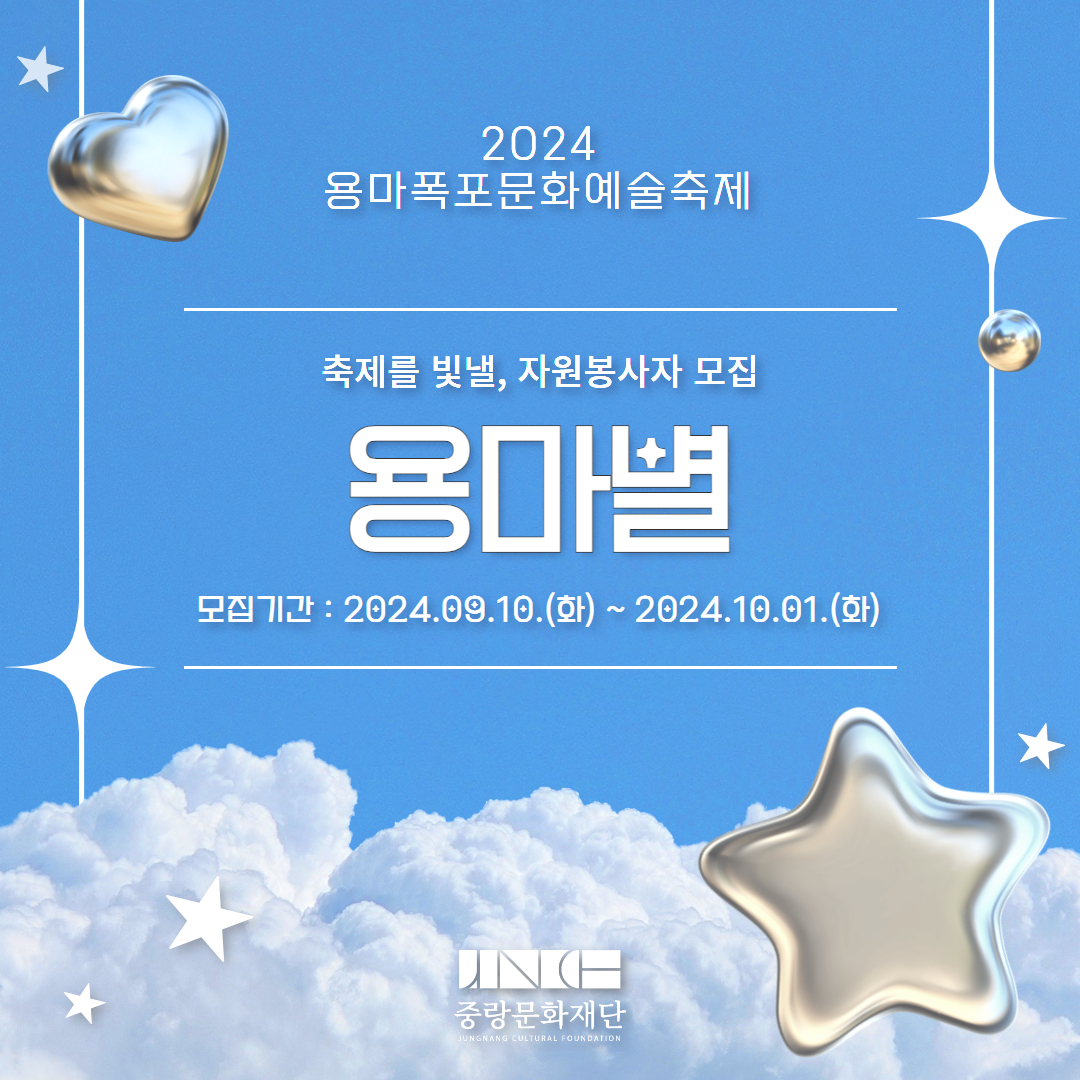 2024
용마폭포문화예술축제
축제를 빛낼, 자원봉사자 모집
용마별
모집기간 : 2024.09.10.(화) ~ 2024.10.01.(화)
JNCF
중랑문화재단
JUNGNANG CULTURAL FOUNDATION